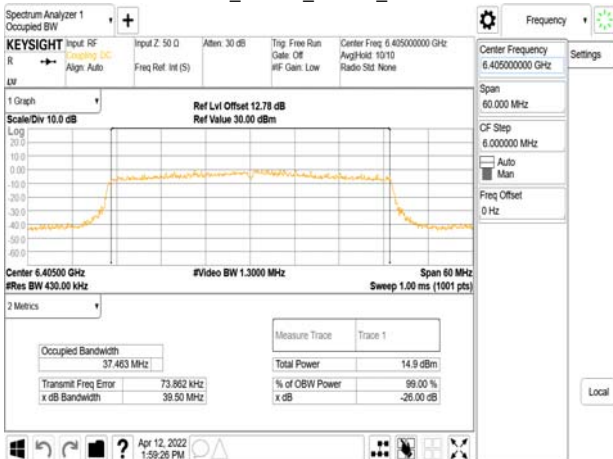 Spectrum Analyzer 1
Occupied BW
Frequency
KEYSIGHT
R
Input: RF
Coupling: DC
Align: Auto
Input Z: 50 Ω
Freq Ref: Int (S)
Atten: 30 dB
Trig: Free Run
Gate: Off
#IF Gain: Low
Center Freq: 6.405000000 GHz
Avg|Hold: 10/10
Radio Std: None
Center Frequency
6.405000000 GHz
Settings
Span
60.000 MHz
CF Step
6.000000 MHz
Auto
Man
Freq Offset
0 Hz
Local
1 Graph
Scale/Div 10.0 dB
Ref Lvl Offset 12.78 dB
Ref Value 30.00 dBm
Log
20.0
10.0
0.00
-10.0
-20.0
-30.0
-40.0
-50.0
-60.0
Center 6.40500 GHz
#Res BW 430.00 kHz
#Video BW 1.3000 MHz
Span 60 MHz
Sweep 1.00 ms (1001 pts)
2 Metrics
Measure Trace Trace 1
Occupied Bandwidth
37.463 MHz
Total Power 14.9 dBm
Transmit Freq Error 73.862 kHz
% of OBW Power 99.00 %
x dB Bandwidth 39.50 MHz
x dB -26.00 dB
Apr 12, 2022
1:59:26 PM